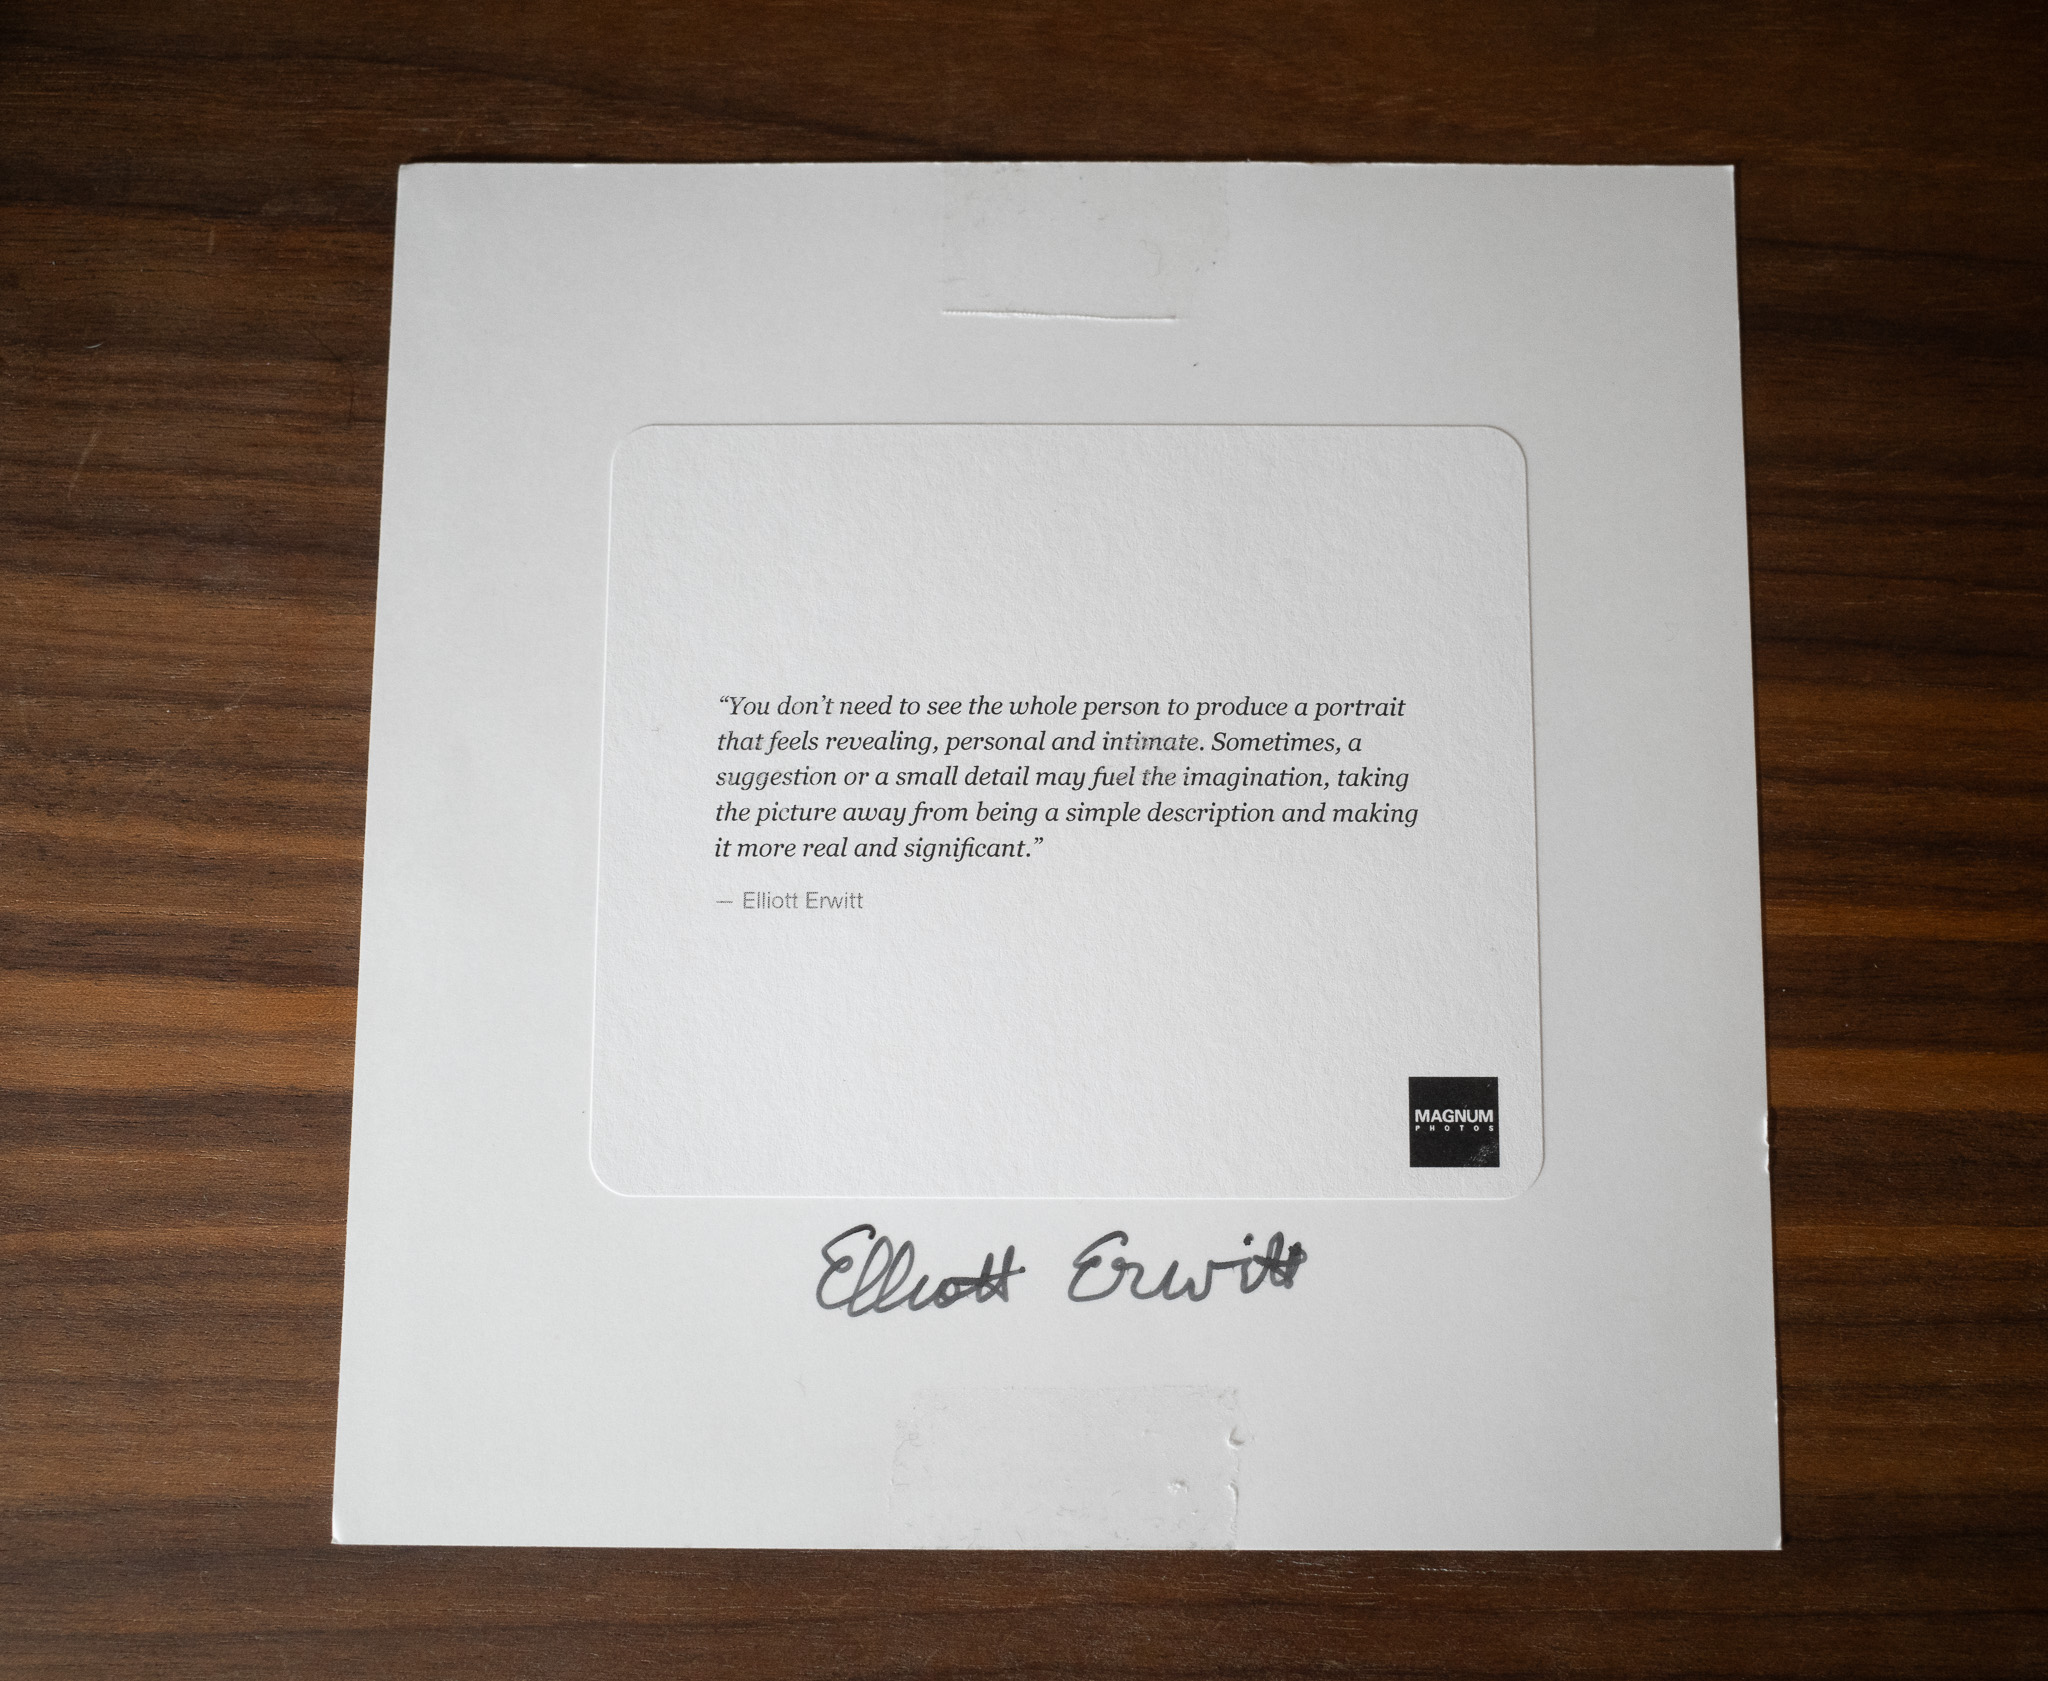 “You don’t need to see the whole person to produce a portrait
that feels revealing, personal and intimate. Sometimes, a
suggestion or a small detail may fuel the imagination, taking
the picture away from being a simple description and making
it more real and significant.”
— Elliott Erwitt
MAGNUM
PHOTOS
Elliott Erwitt